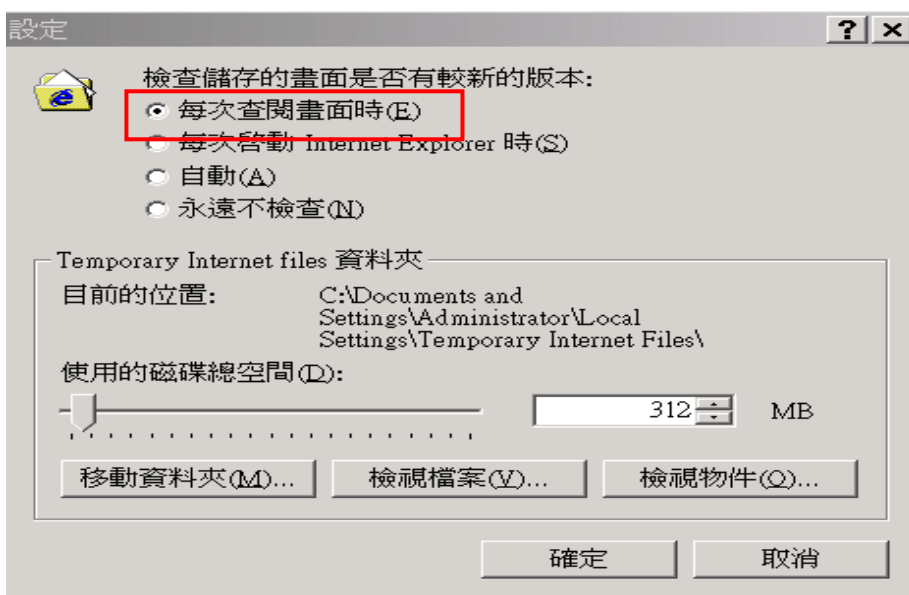 設定
檢查儲存的畫面是否有較新的版本:
每次查閱畫面時(E)
每次啓動 Internet Explorer 時(S)
自動(A)
永遠不檢查(N)
Temporary Internet files 資料夾
目前的位置: C:\Documents and
Settings\Administrator\Local
Settings\Temporary Internet Files\
使用的磁碟總空間(D):
312 MB
移動資料夾(M)... 檢視檔案(V)... 檢視物件(O)...
確定 取消